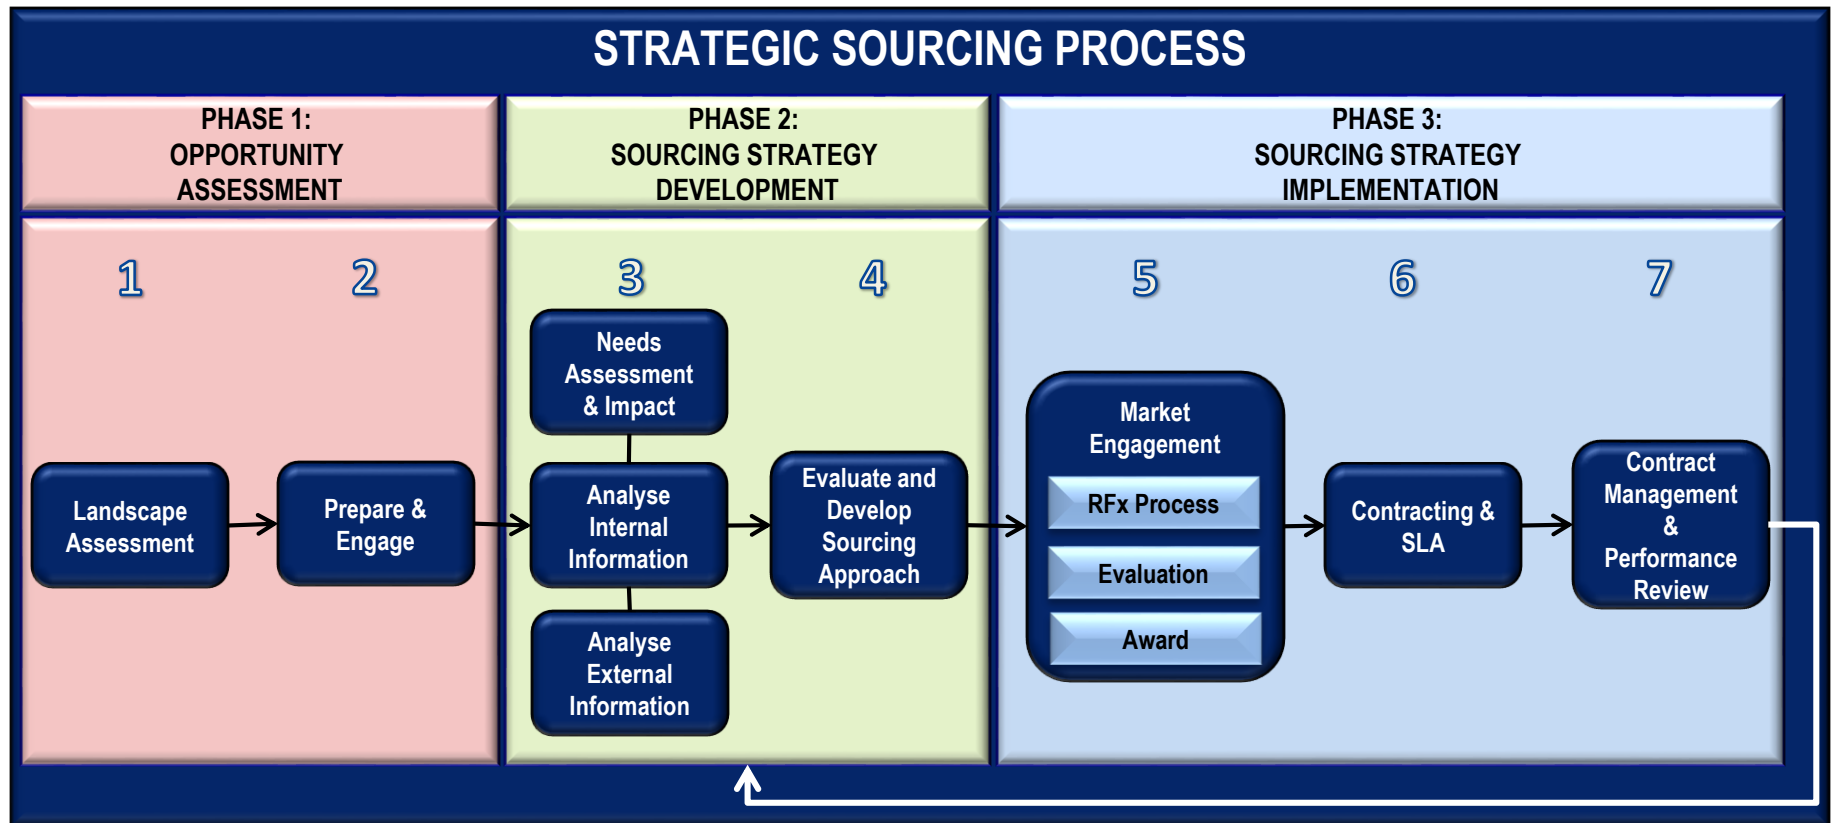 STRATEGIC SOURCING PROCESS
PHASE 1:
OPPORTUNITY
ASSESSMENT
PHASE 2:
SOURCING STRATEGY
DEVELOPMENT
PHASE 3:
SOURCING STRATEGY
IMPLEMENTATION
1
2
3
4
5
6
7
Landscape
Assessment
Prepare &
Engage
Needs
Assessment
& Impact
Analyse
Internal
Information
Analyse
External
Information
Evaluate and
Develop
Sourcing
Approach
Market
Engagement
RFx Process
Evaluation
Award
Contracting &
SLA
Contract
Management
&
Performance
Review